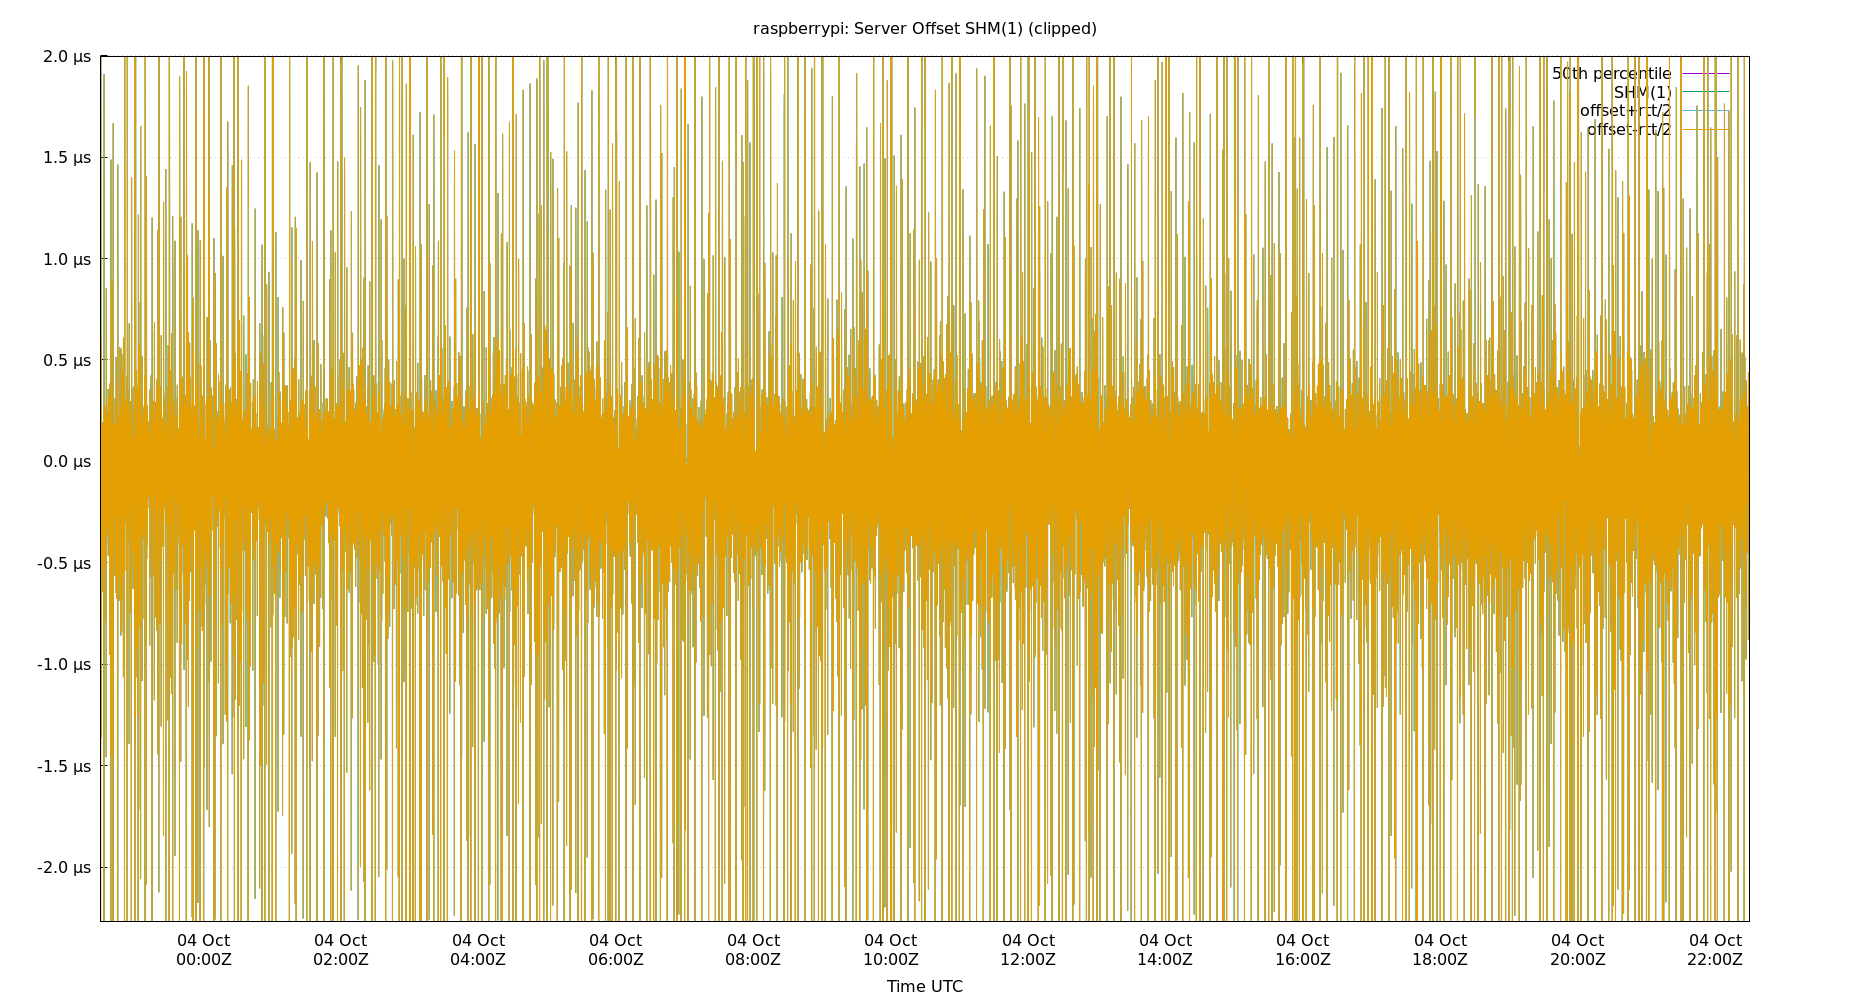 raspberrypi: Server Offset SHM(1) (clipped)
2.0 µs
1.5 µs
1.0 µs
0.5 µs
0.0 µs
-0.5 µs
-1.0 µs
-1.5 µs
-2.0 µs
50th percentile
SHM(1)
offset+rtt/2
offset-rtt/2
04 Oct 04 Oct 04 Oct 04 Oct 04 Oct 04 Oct 04 Oct 04 Oct 04 Oct 04 Oct 04 Oct 04 Oct
00:00Z 02:00Z 04:00Z 06:00Z 08:00Z 10:00Z 12:00Z 14:00Z 16:00Z 18:00Z 20:00Z 22:00Z
Time UTC